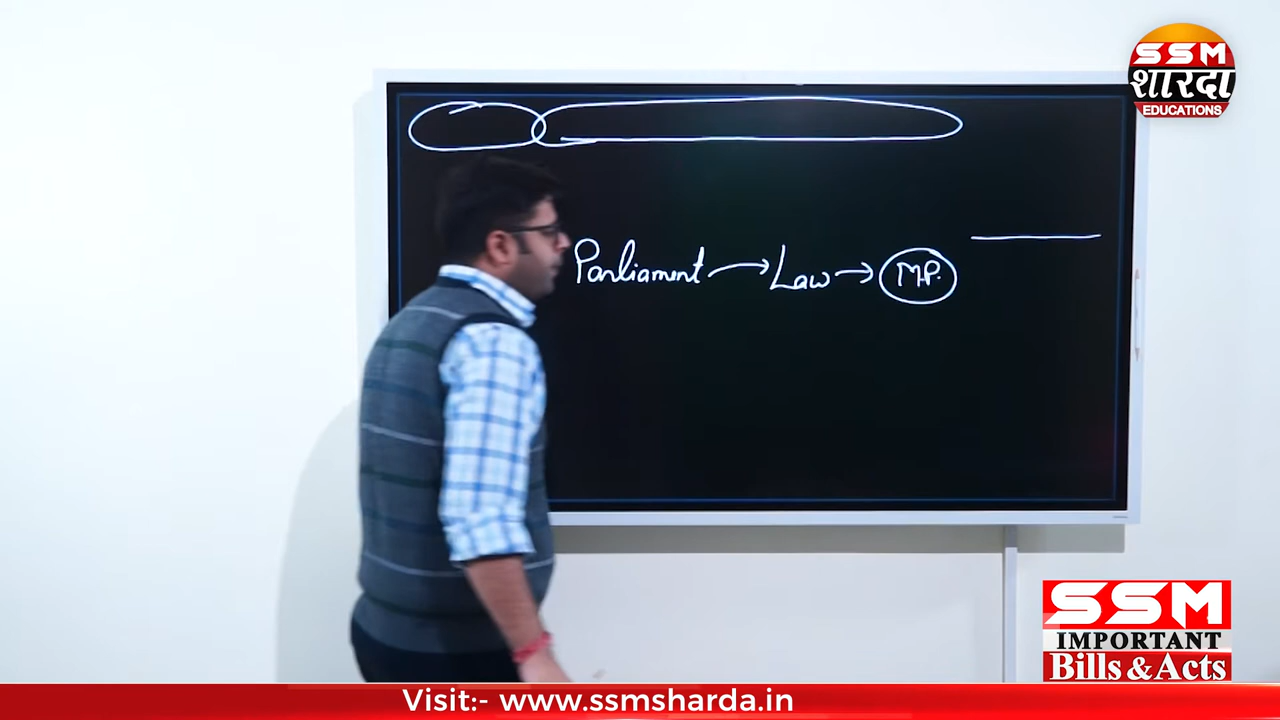 SSM
शारदा
EDUCATIONS
Parliament → Law → M.P.
SSM
IMPORTANT
Bills & Acts
Visit:- www.ssmsharda.in